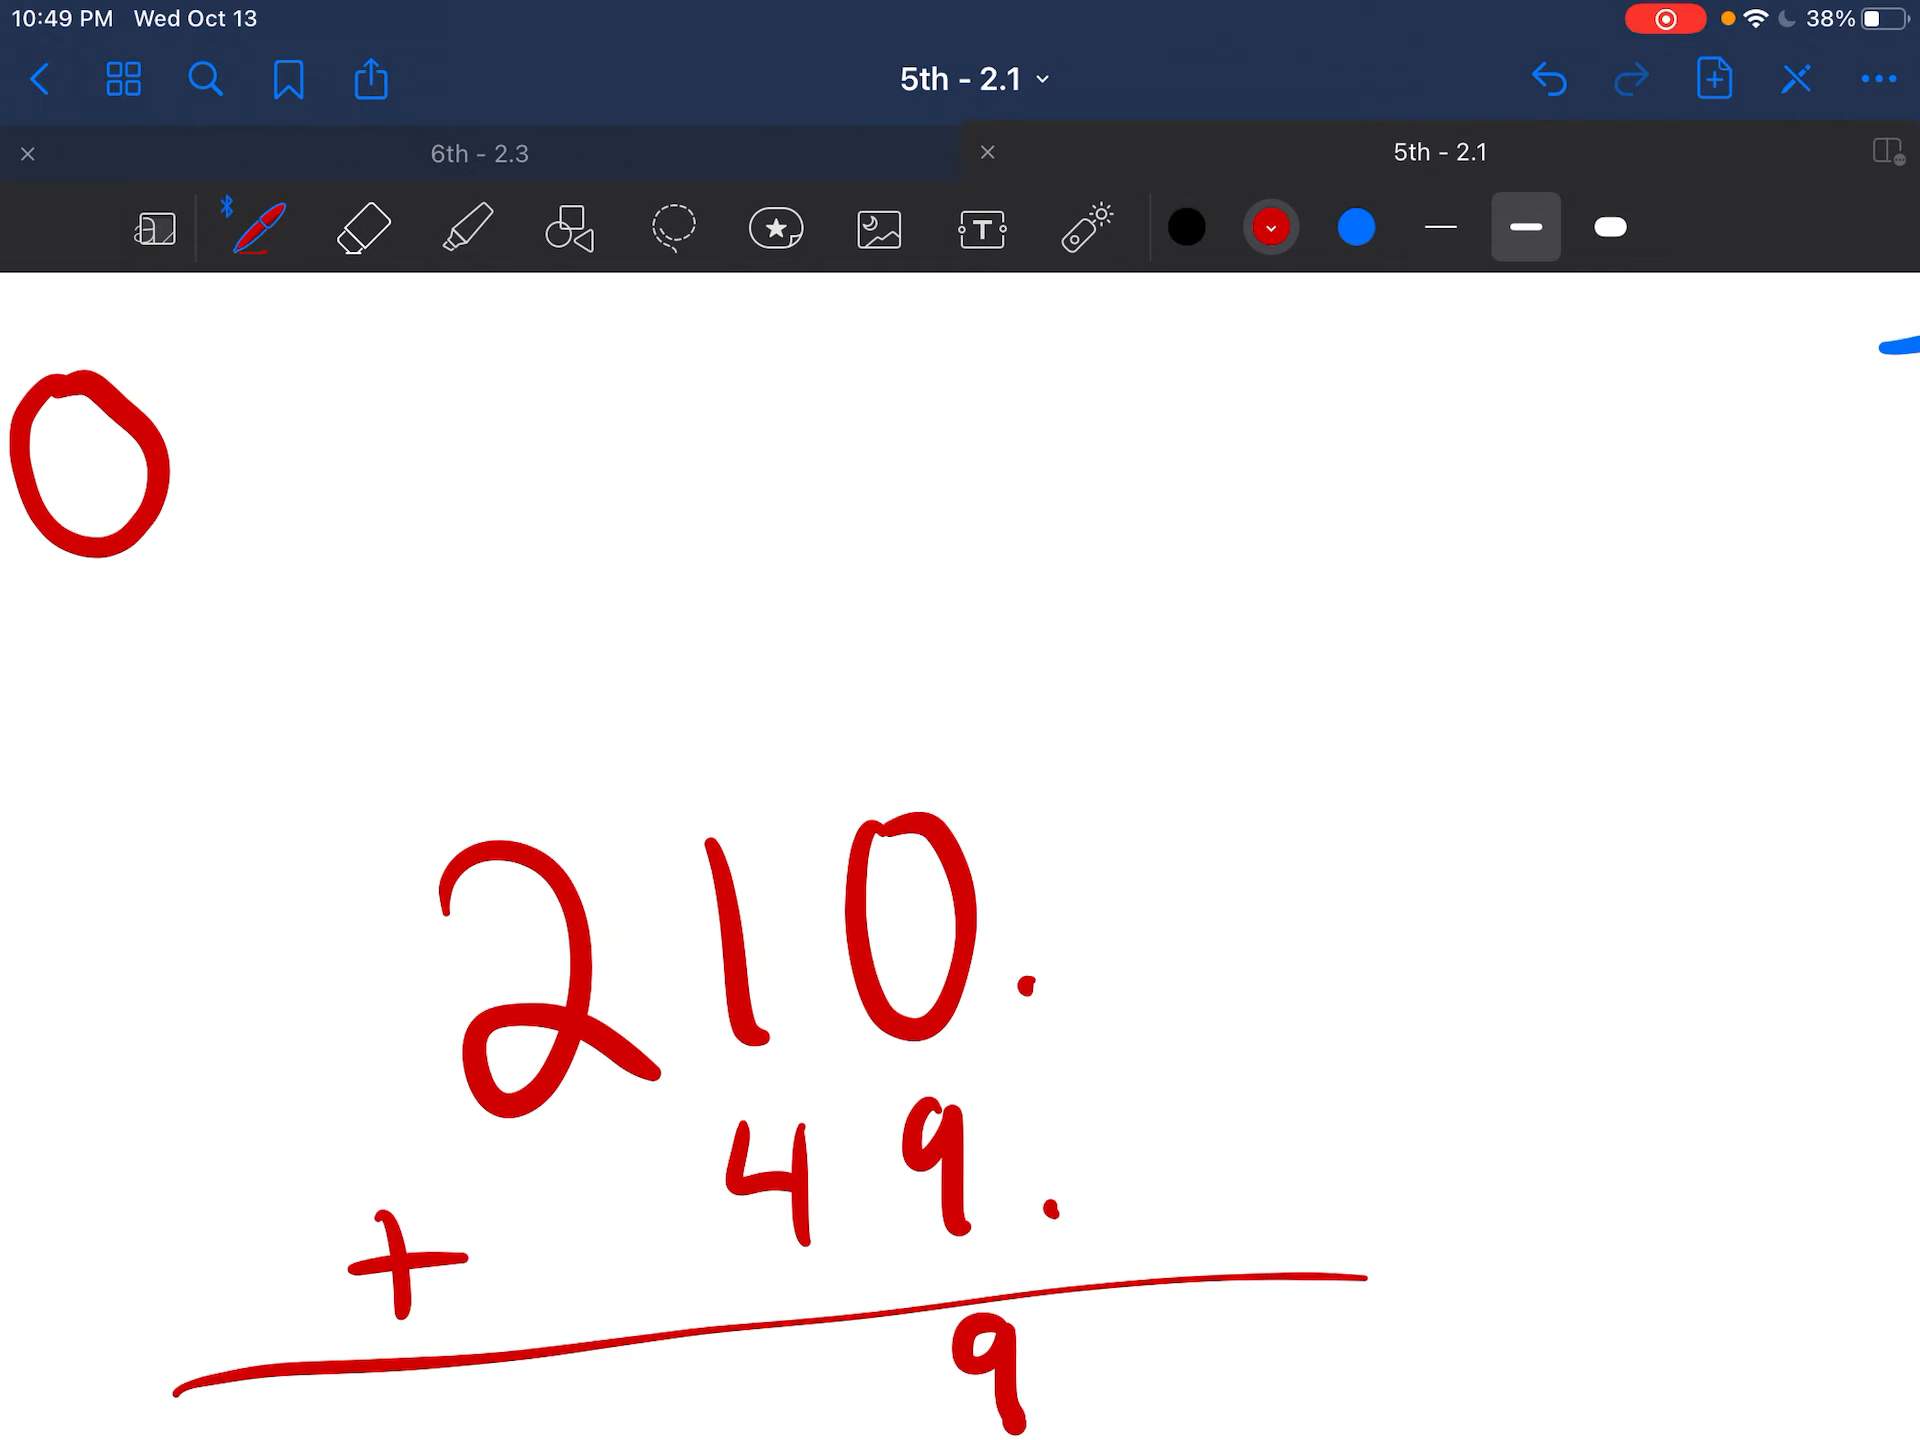 10:49 PM Wed Oct 13 38%
5th - 2.1
6th - 2.3 5th - 2.1
T
0
210.
49.
+
9